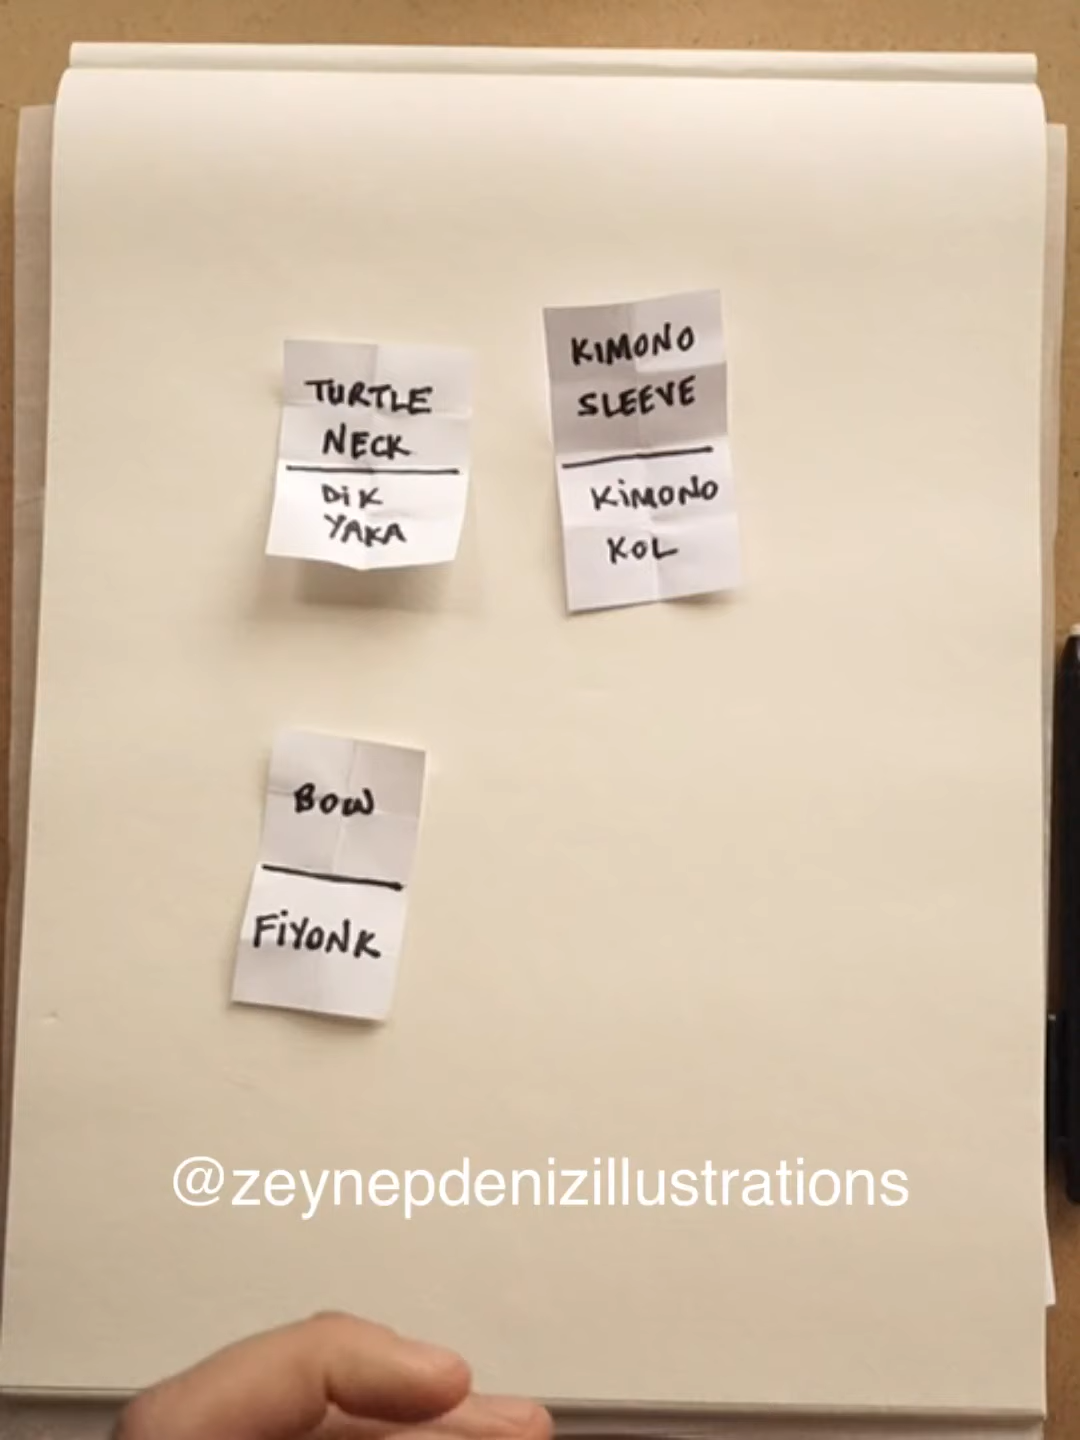 TURTLE
NECK
DiK
YAKA
KIMONO
SLEEVE
KiMONO
KOL
BOW
FiYONK
@zeynepdenizillustrations